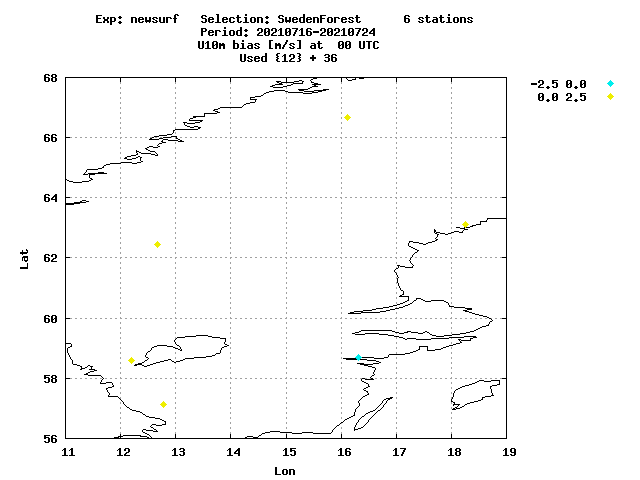 Exp: newsurf Selection: SwedenForest 6 stations
Period: 20210716-20210724
U10m bias [m/s] at 00 UTC
Used {12} + 36
-2.5 0.0
0.0 2.5
68
66
64
62
60
58
56
Lat
11 12 13 14 15 16 17 18 19
Lon